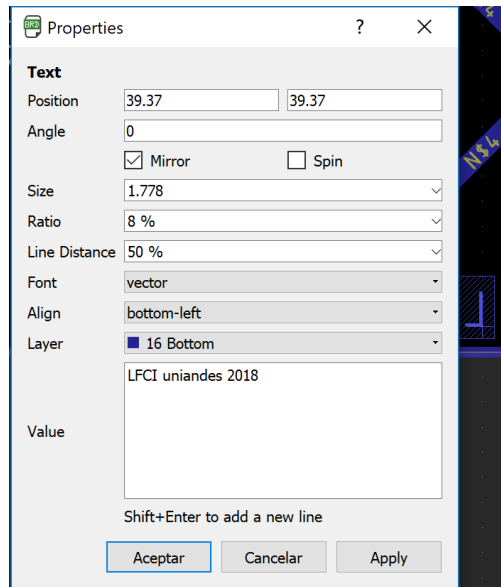 BRD Properties ? 
Text
Position 39.37 39.37
Angle 0
Mirror Spin
Size 1.778
Ratio 8 %
Line Distance 50 %
Font vector
Align bottom-left
Layer 16 Bottom
Value LFCI uniandes 2018
Shift+Enter to add a new line
Aceptar Cancelar Apply
N$4